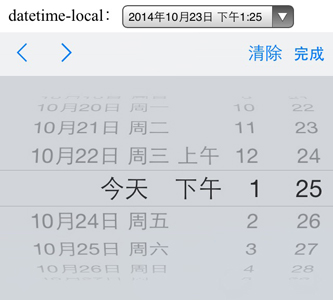 datetime-local: 2014年10月23日 下午1:25
清除 完成
10月20日 周一 10 22
10月21日 周二 11 23
10月22日 周三 上午 12 24
今天 下午 1 25
10月24日 周五 2 26
10月25日 周六 3 27
10月26日 周日 4 28